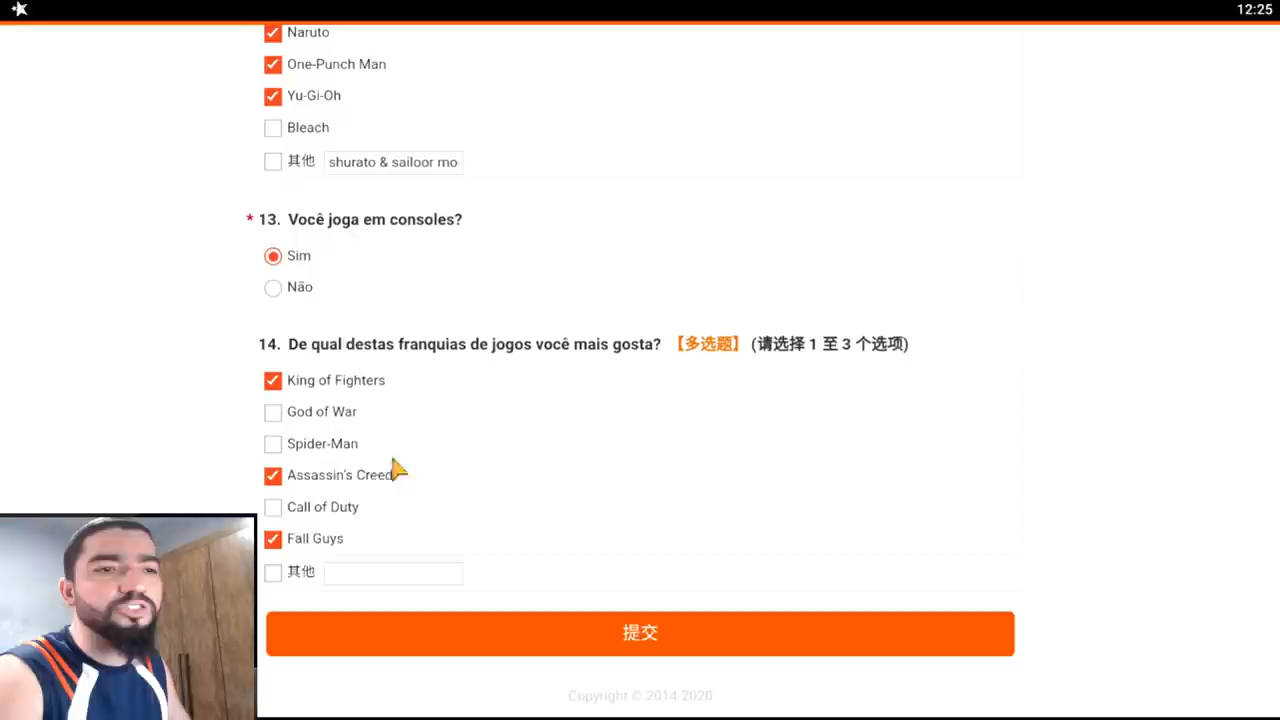 12:25
Naruto
One-Punch Man
Yu-Gi-Oh
Bleach
其他 shurato & sailoor mo
* 13. Você joga em consoles?
Sim
Não
14. De qual destas franquias de jogos você mais gosta? 【多选题】 (请选择 1 至 3 个选项)
King of Fighters
God of War
Spider-Man
Assassin's Creed
Call of Duty
Fall Guys
其他
提交
Copyright © 2014-2020